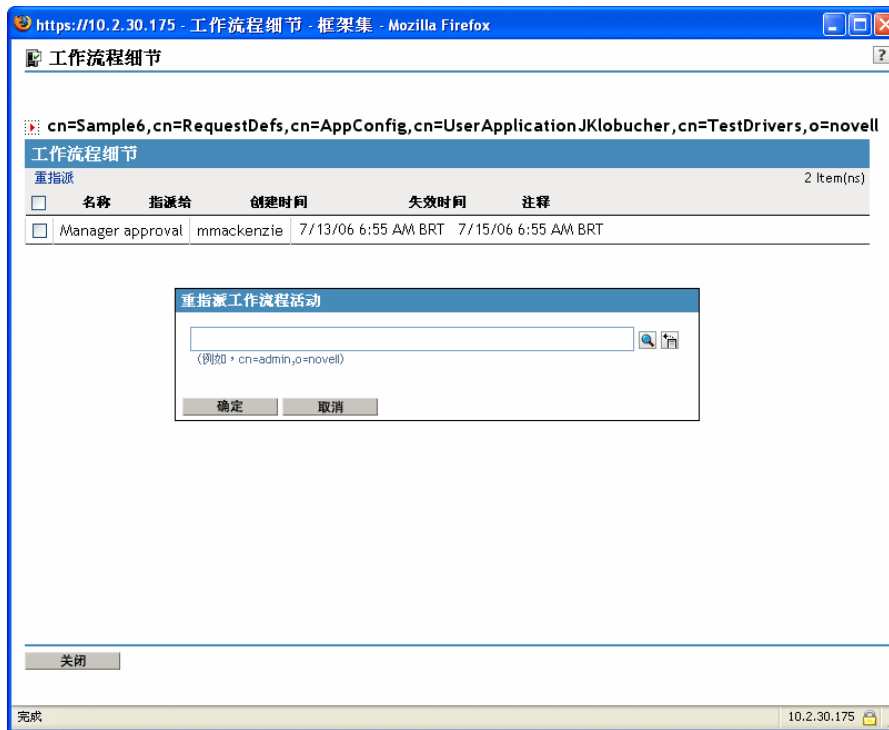 https://10.2.30.175 - 工作流程细节 - 框架集 - Mozilla Firefox
工作流程细节
?
cn=Sample6,cn=RequestDefs,cn=AppConfig,cn=UserApplicationJKlobucher,cn=TestDrivers,o=novell
工作流程细节
重指派 2 Item(ns)
名称 指派给 创建时间 失效时间 注释
Manager approval mmackenzie 7/13/06 6:55 AM BRT 7/15/06 6:55 AM BRT
重指派工作流程活动
(例如，cn=admin,o=novell)
确定 取消
关闭
完成 10.2.30.175